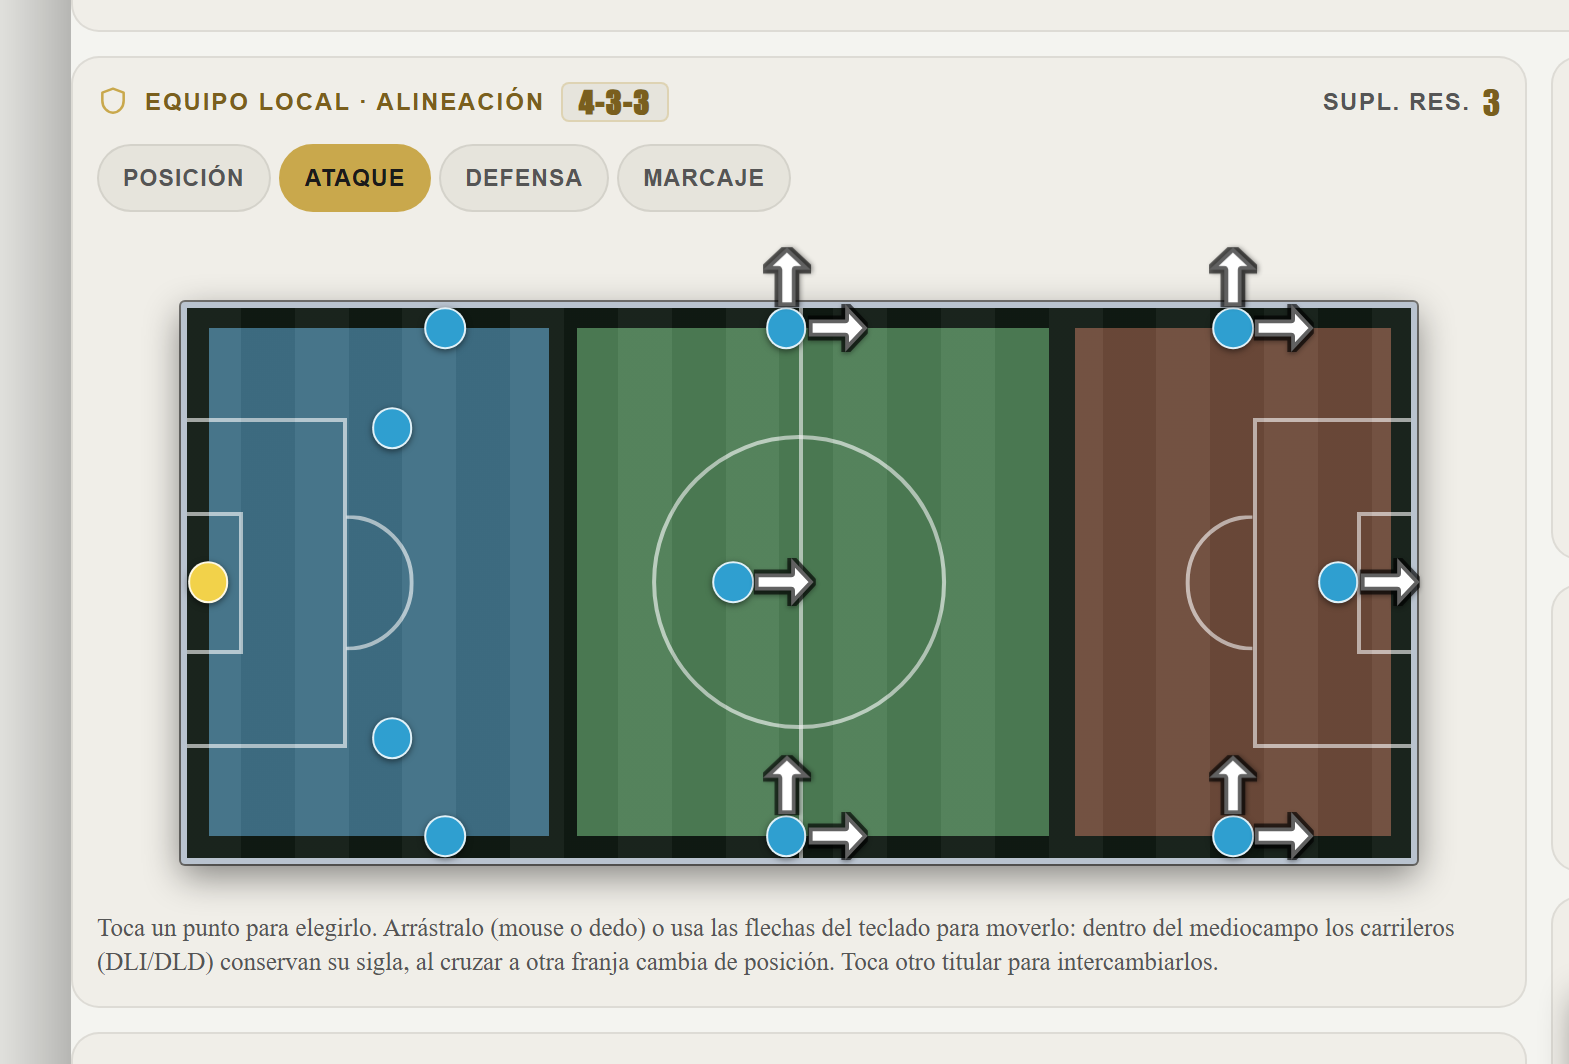 EQUIPO LOCAL · ALINEACIÓN 4-3-3 SUPL. RES. 3
POSICIÓN ATAQUE DEFENSA MARCAJE
Toca un punto para elegirlo. Arrástralo (mouse o dedo) o usa las flechas del teclado para moverlo: dentro del mediocampo los carrileros
(DLI/DLD) conservan su sigla, al cruzar a otra franja cambia de posición. Toca otro titular para intercambiarlos.